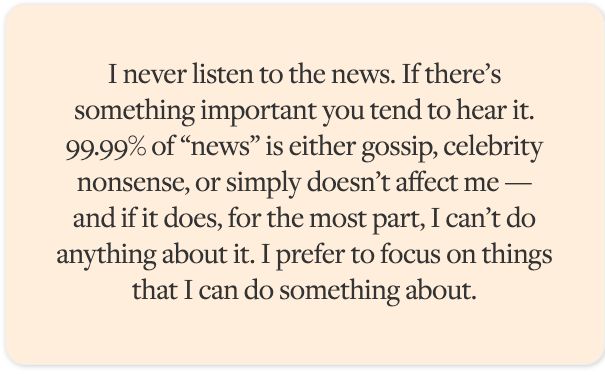 I never listen to the news. If there’s
something important you tend to hear it.
99.99% of “news” is either gossip, celebrity
nonsense, or simply doesn’t affect me —
and if it does, for the most part, I can’t do
anything about it. I prefer to focus on things
that I can do something about.